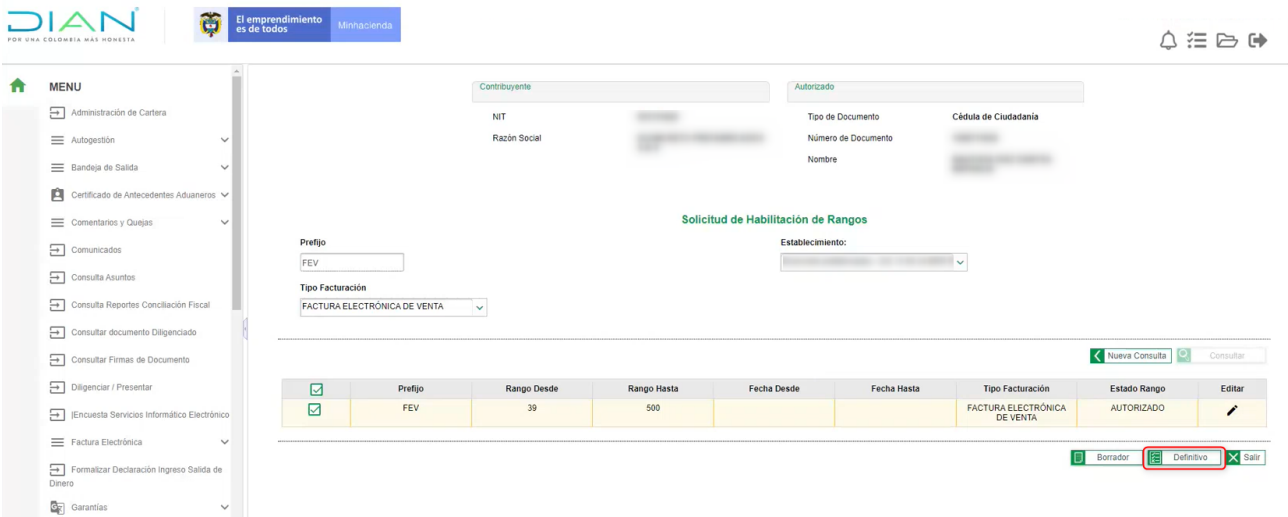 DIAN
POR UNA COLOMBIA MÁS HONESTA
El emprendimiento
es de todos
Minhacienda
MENU
Administración de Cartera
Autogestión
Bandeja de Salida
Certificado de Antecedentes Aduaneros
Comentarios y Quejas
Comunicados
Consulta Asuntos
Consulta Reportes Conciliación Fiscal
Consultar documento Diligenciado
Consultar Firmas de Documento
Diligenciar / Presentar
|Encuesta Servicios Informático Electrónico
Factura Electrónica
Formalizar Declaración Ingreso Salida de
Dinero
Garantías
Contribuyente
NIT
Razón Social
Autorizado
Tipo de Documento Cédula de Ciudadanía
Número de Documento
Nombre
Solicitud de Habilitación de Rangos
Prefijo
FEV
Establecimiento:
Tipo Facturación
FACTURA ELECTRÓNICA DE VENTA
Nueva Consulta Consultar
Prefijo Rango Desde Rango Hasta Fecha Desde Fecha Hasta Tipo Facturación Estado Rango Editar
FEV 39 500 FACTURA ELECTRÓNICA AUTORIZADO
DE VENTA
Borrador Definitivo Salir